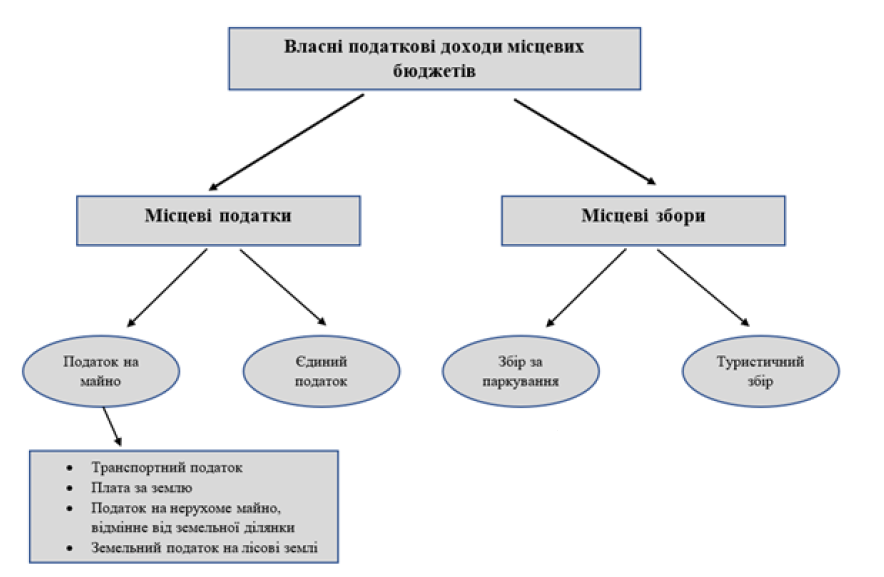 Власні податкові доходи місцевих
бюджетів
Місцеві податки
Місцеві збори
Податок на
майно
Єдиний
податок
Збір за
паркування
Туристичний
збір
• Транспортний податок
• Плата за землю
• Податок на нерухоме майно,
відмінне від земельної ділянки
• Земельний податок на лісові землі